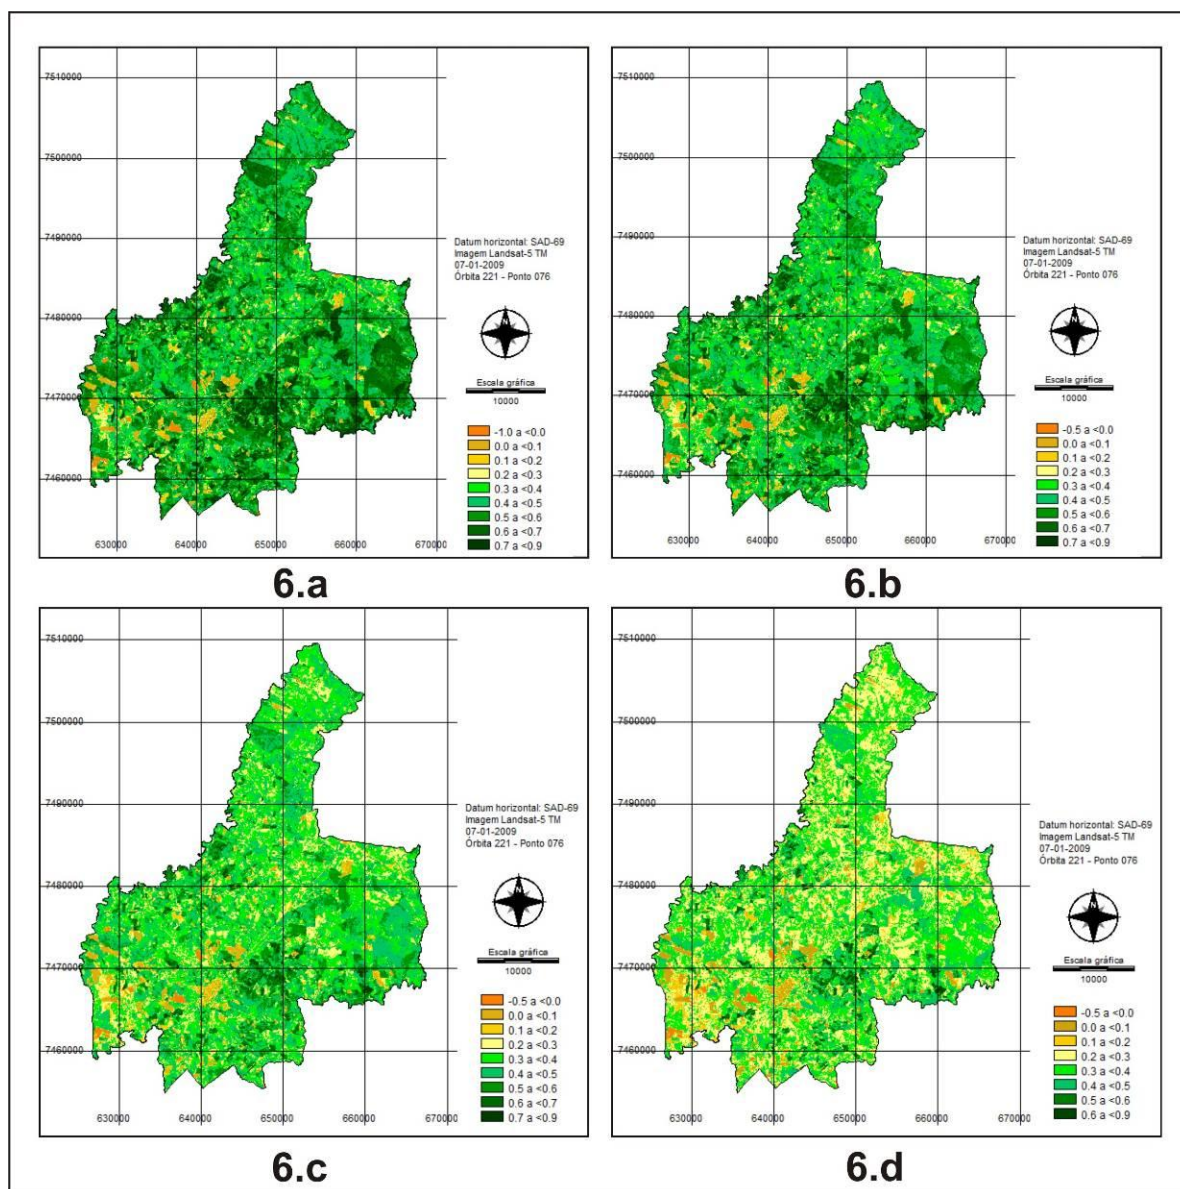 7510000
7500000
7490000
7480000
7470000
7460000
630000 640000 650000 660000 670000
Datum horizontal: SAD-69
Imagem Landsat-5 TM
07-01-2009
Órbita 221 - Ponto 076
N
Escala gráfica
10000
-1.0 a <0.0
0.0 a <0.1
0.1 a <0.2
0.2 a <0.3
0.3 a <0.4
0.4 a <0.5
0.5 a <0.6
0.6 a <0.7
0.7 a <0.9
6.a
7510000
7500000
7490000
7480000
7470000
7460000
630000 640000 650000 660000 670000
Datum horizontal: SAD-69
Imagem Landsat-5 TM
07-01-2009
Órbita 221 - Ponto 076
N
Escala gráfica
10000
-0.5 a <0.0
0.0 a <0.1
0.1 a <0.2
0.2 a <0.3
0.3 a <0.4
0.4 a <0.5
0.5 a <0.6
0.6 a <0.7
0.7 a <0.9
6.b
7510000
7500000
7490000
7480000
7470000
7460000
630000 640000 650000 660000 670000
Datum horizontal: SAD-69
Imagem Landsat-5 TM
07-01-2009
Órbita 221 - Ponto 076
N
Escala gráfica
10000
-0.5 a <0.0
0.0 a <0.1
0.1 a <0.2
0.2 a <0.3
0.3 a <0.4
0.4 a <0.5
0.5 a <0.6
0.6 a <0.7
0.7 a <0.9
6.c
7510000
7500000
7490000
7480000
7470000
7460000
630000 640000 650000 660000 670000
Datum horizontal: SAD-69
Imagem Landsat-5 TM
07-01-2009
Órbita 221 - Ponto 076
N
Escala gráfica
10000
-0.5 a <0.0
0.0 a <0.1
0.1 a <0.2
0.2 a <0.3
0.3 a <0.4
0.4 a <0.5
0.5 a <0.6
0.6 a <0.9
6.d